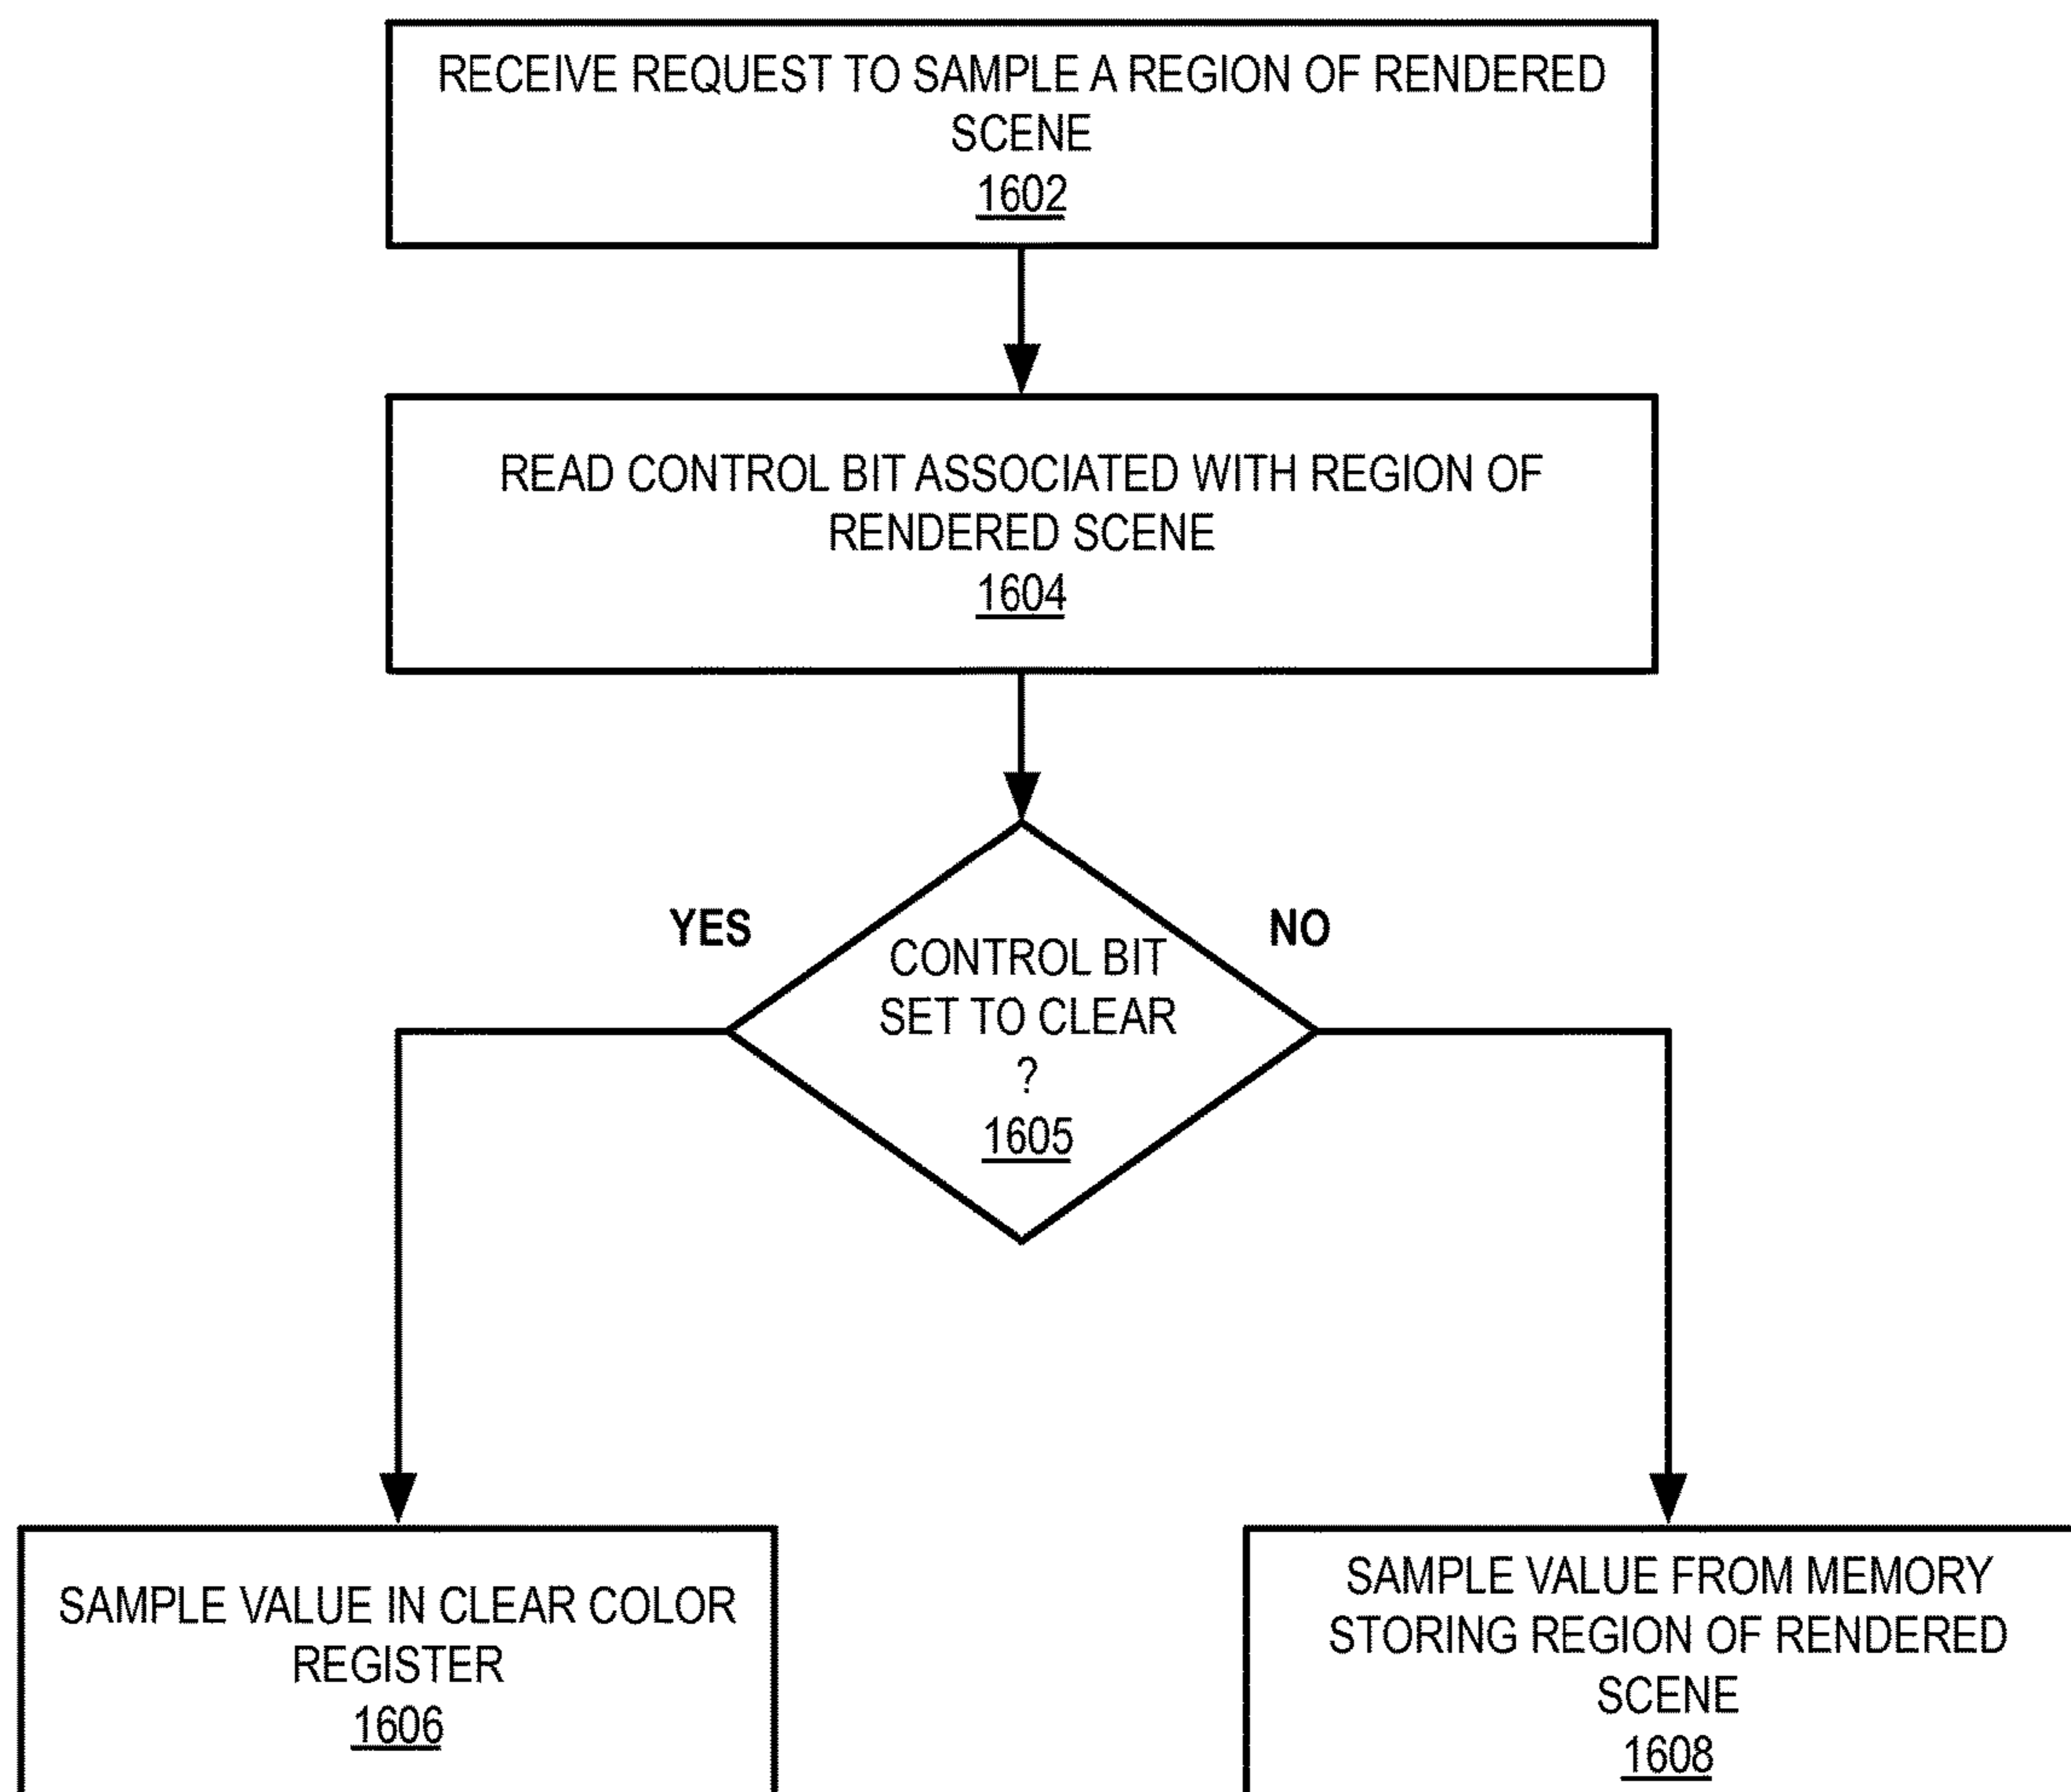 RECEIVE REQUEST TO SAMPLE A REGION OF RENDERED
SCENE
1602
READ CONTROL BIT ASSOCIATED WITH REGION OF
RENDERED SCENE
1604
YES
NO
CONTROL BIT
SET TO CLEAR
?
1605
SAMPLE VALUE IN CLEAR COLOR
REGISTER
1606
SAMPLE VALUE FROM MEMORY
STORING REGION OF RENDERED
SCENE
1608